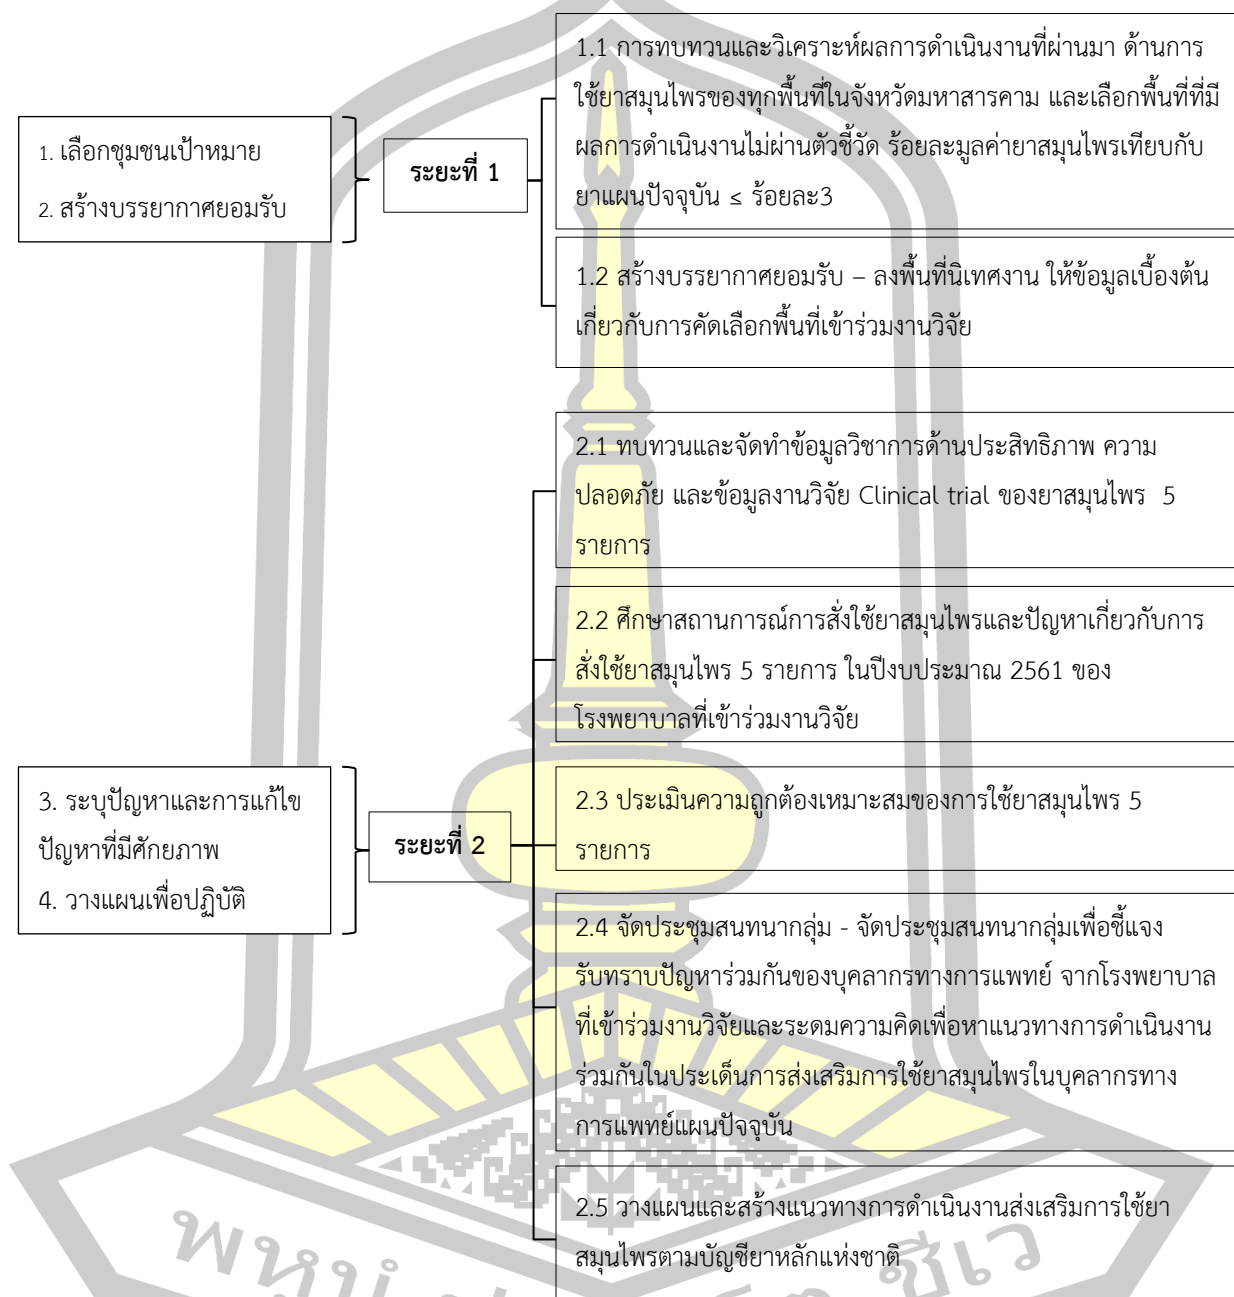 1. เลือกชุมชนเป้าหมาย
2. สร้างบรรยากาศยอมรับ
ระยะที่ 1
1.1 การทบทวนและวิเคราะห์ผลการดำเนินงานที่ผ่านมา ด้านการ
ใช้ยาสมุนไพรของทุกพื้นที่ในจังหวัดมหาสารคาม และเลือกพื้นที่ที่มี
ผลการดำเนินงานไม่ผ่านตัวชี้วัด ร้อยละมูลค่ายาสมุนไพรเทียบกับ
ยาแผนปัจจุบัน ≤ ร้อยละ3
1.2 สร้างบรรยากาศยอมรับ – ลงพื้นที่นิเทศงาน ให้ข้อมูลเบื้องต้น
เกี่ยวกับการคัดเลือกพื้นที่เข้าร่วมงานวิจัย
3. ระบุปัญหาและการแก้ไข
ปัญหาที่มีศักยภาพ
4. วางแผนเพื่อปฏิบัติ
ระยะที่ 2
2.1 ทบทวนและจัดทำข้อมูลวิชาการด้านประสิทธิภาพ ความ
ปลอดภัย และข้อมูลงานวิจัย Clinical trial ของยาสมุนไพร 5
รายการ
2.2 ศึกษาสถานการณ์การสั่งใช้ยาสมุนไพรและปัญหาเกี่ยวกับการ
สั่งใช้ยาสมุนไพร 5 รายการ ในปีงบประมาณ 2561 ของ
โรงพยาบาลที่เข้าร่วมงานวิจัย
2.3 ประเมินความถูกต้องเหมาะสมของการใช้ยาสมุนไพร 5
รายการ
2.4 จัดประชุมสนทนากลุ่ม - จัดประชุมสนทนากลุ่มเพื่อชี้แจง
รับทราบปัญหาร่วมกันของบุคลากรทางการแพทย์ จากโรงพยาบาล
ที่เข้าร่วมงานวิจัยและระดมความคิดเพื่อหาแนวทางการดำเนินงาน
ร่วมกันในประเด็นการส่งเสริมการใช้ยาสมุนไพรในบุคลากรทาง
การแพทย์แผนปัจจุบัน
2.5 วางแผนและสร้างแนวทางการดำเนินงานส่งเสริมการใช้ยา
สมุนไพรตามบัญชียาหลักแห่งชาติ
พหูน ชีเว